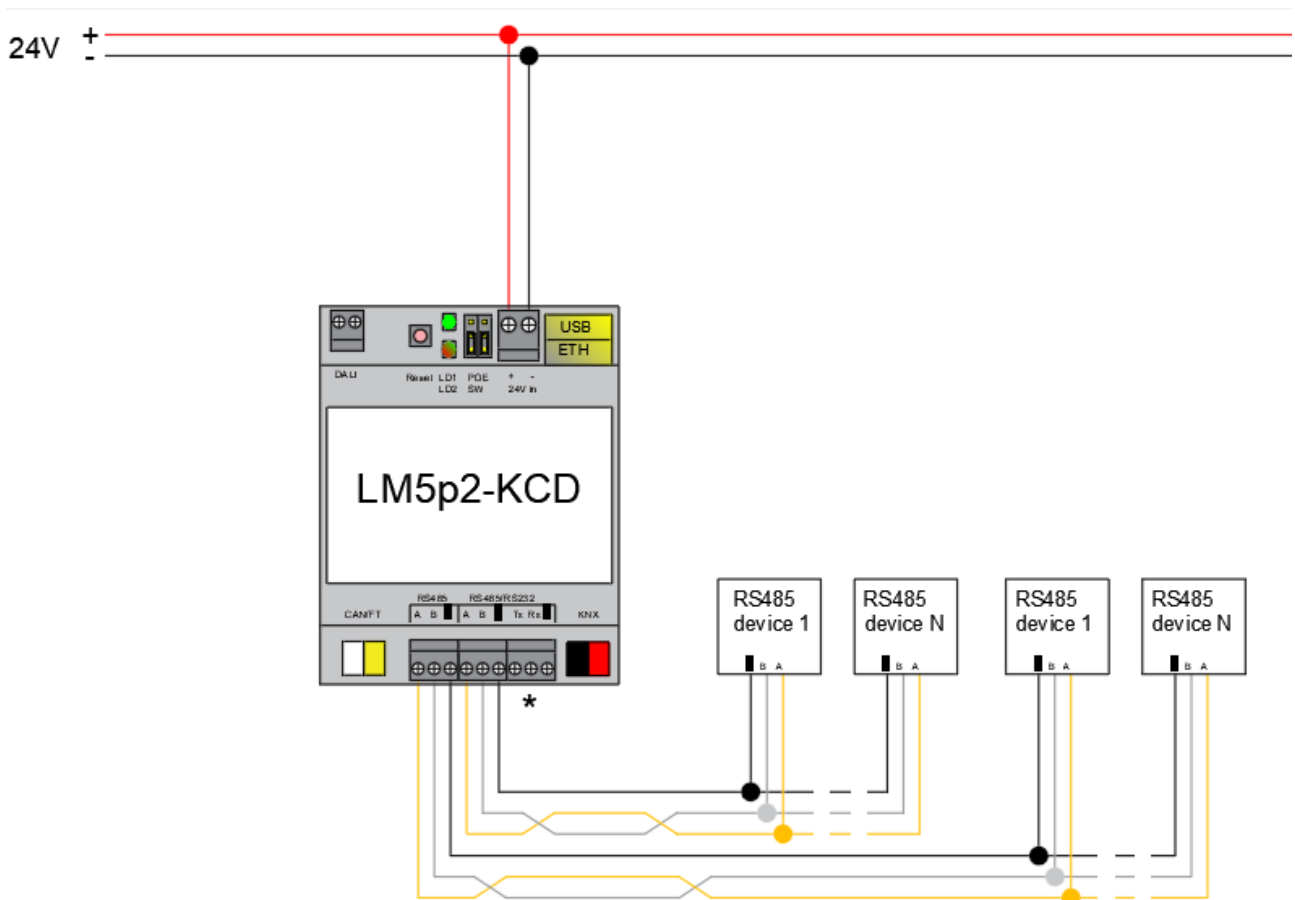 24V + -
USB
ETH
DALI
Reset LD1 POE + -
LD2 SW 24V in
LM5p2-KCD
RS485 RS485/RS232
CAN/FT A B A B Tx Rx KNX
*
RS485
device 1
B A
RS485
device N
B A
RS485
device 1
B A
RS485
device N
B A